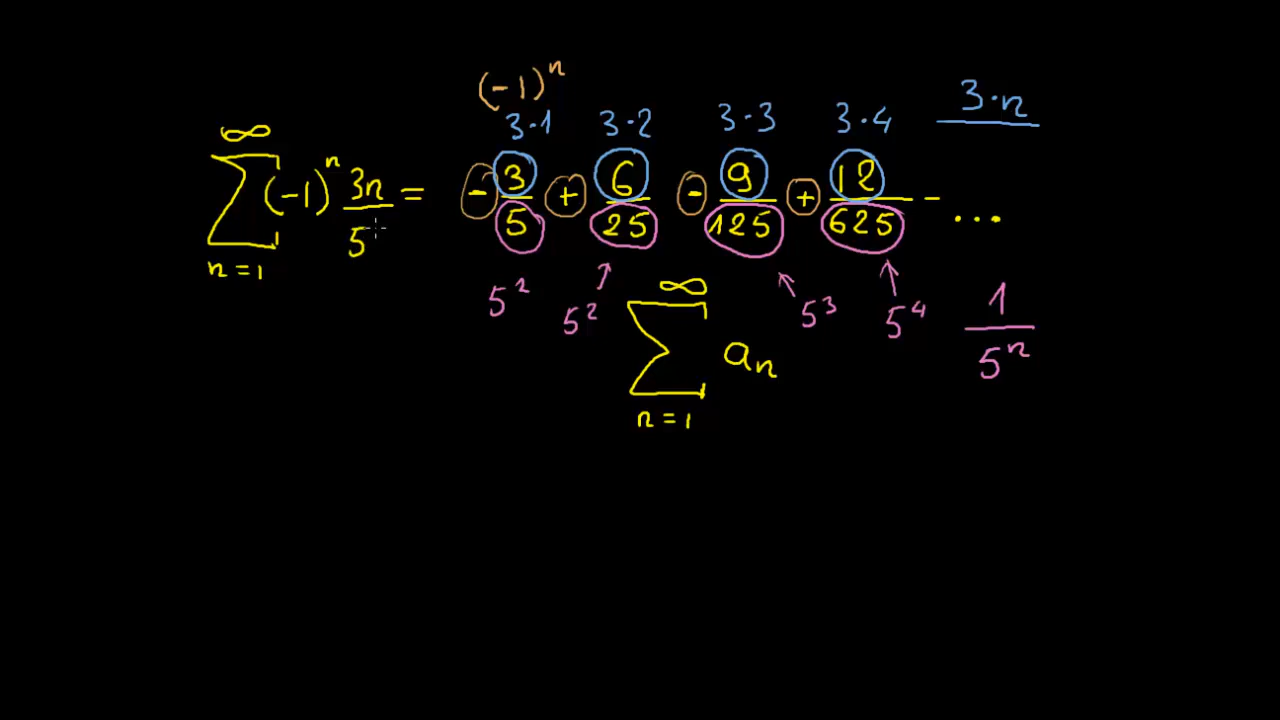 (-1)^n
3·1 3·2 3·3 3·4 3·n
∞
∑ (-1)^n 3n/5 = - 3/5 + 6/25 - 9/125 + 12/625 - ...
n=1
5^2 5^2 5^3 5^4 1/5^n
∞
∑ a_n
n=1